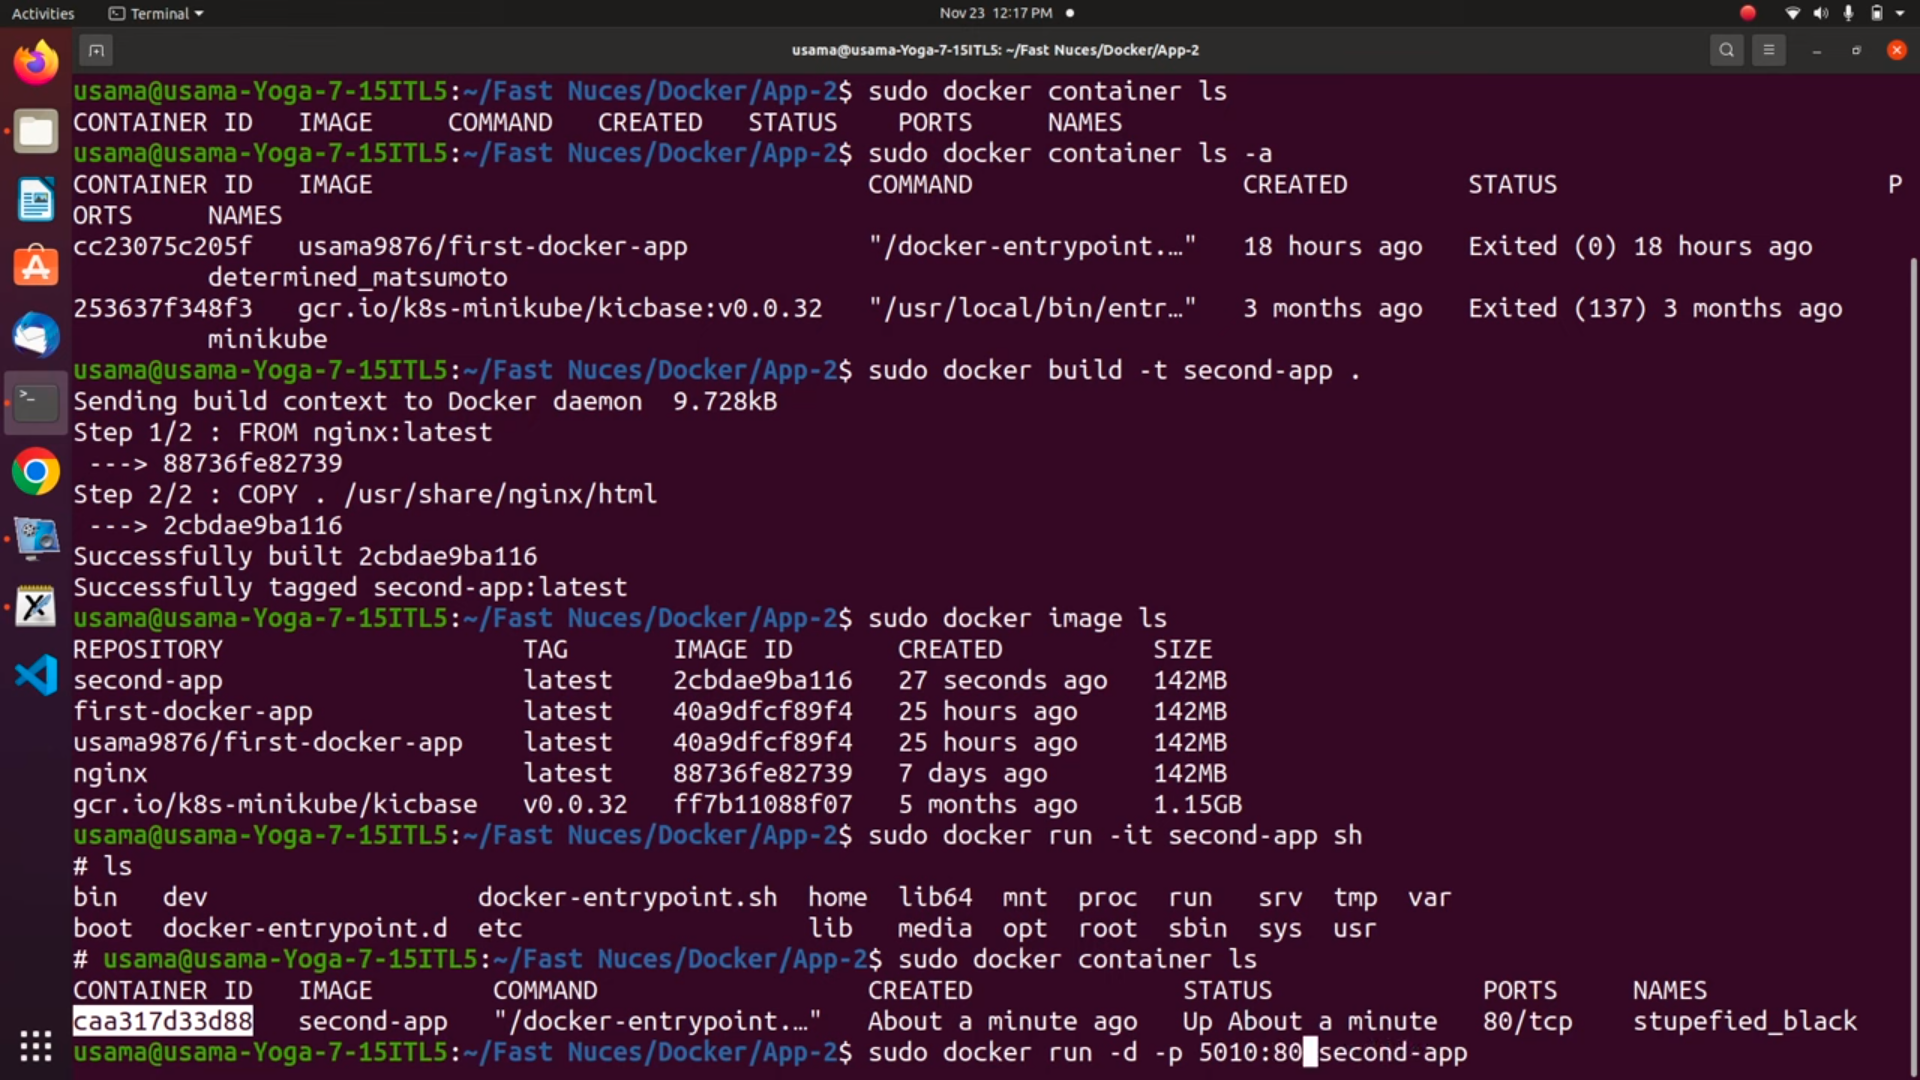 Activities Terminal Nov 23 12:17 PM
usama@usama-Yoga-7-15ITL5: ~/Fast Nuces/Docker/App-2
usama@usama-Yoga-7-15ITL5:~/Fast Nuces/Docker/App-2$ sudo docker container ls
CONTAINER ID IMAGE COMMAND CREATED STATUS PORTS NAMES
usama@usama-Yoga-7-15ITL5:~/Fast Nuces/Docker/App-2$ sudo docker container ls -a
CONTAINER ID IMAGE COMMAND CREATED STATUS P
ORTS NAMES
cc23075c205f usama9876/first-docker-app "/docker-entrypoint.…" 18 hours ago Exited (0) 18 hours ago
determined_matsumoto
253637f348f3 gcr.io/k8s-minikube/kicbase:v0.0.32 "/usr/local/bin/entr…" 3 months ago Exited (137) 3 months ago
minikube
usama@usama-Yoga-7-15ITL5:~/Fast Nuces/Docker/App-2$ sudo docker build -t second-app .
Sending build context to Docker daemon 9.728kB
Step 1/2 : FROM nginx:latest
---> 88736fe82739
Step 2/2 : COPY . /usr/share/nginx/html
---> 2cbdae9ba116
Successfully built 2cbdae9ba116
Successfully tagged second-app:latest
usama@usama-Yoga-7-15ITL5:~/Fast Nuces/Docker/App-2$ sudo docker image ls
REPOSITORY TAG IMAGE ID CREATED SIZE
second-app latest 2cbdae9ba116 27 seconds ago 142MB
first-docker-app latest 40a9dfcf89f4 25 hours ago 142MB
usama9876/first-docker-app latest 40a9dfcf89f4 25 hours ago 142MB
nginx latest 88736fe82739 7 days ago 142MB
gcr.io/k8s-minikube/kicbase v0.0.32 ff7b11088f07 5 months ago 1.15GB
usama@usama-Yoga-7-15ITL5:~/Fast Nuces/Docker/App-2$ sudo docker run -it second-app sh
# ls
bin dev docker-entrypoint.sh home lib64 mnt proc run srv tmp var
boot docker-entrypoint.d etc lib media opt root sbin sys usr
# usama@usama-Yoga-7-15ITL5:~/Fast Nuces/Docker/App-2$ sudo docker container ls
CONTAINER ID IMAGE COMMAND CREATED STATUS PORTS NAMES
caa317d33d88 second-app "/docker-entrypoint.…" About a minute ago Up About a minute 80/tcp stupefied_black
usama@usama-Yoga-7-15ITL5:~/Fast Nuces/Docker/App-2$ sudo docker run -d -p 5010:80 second-app